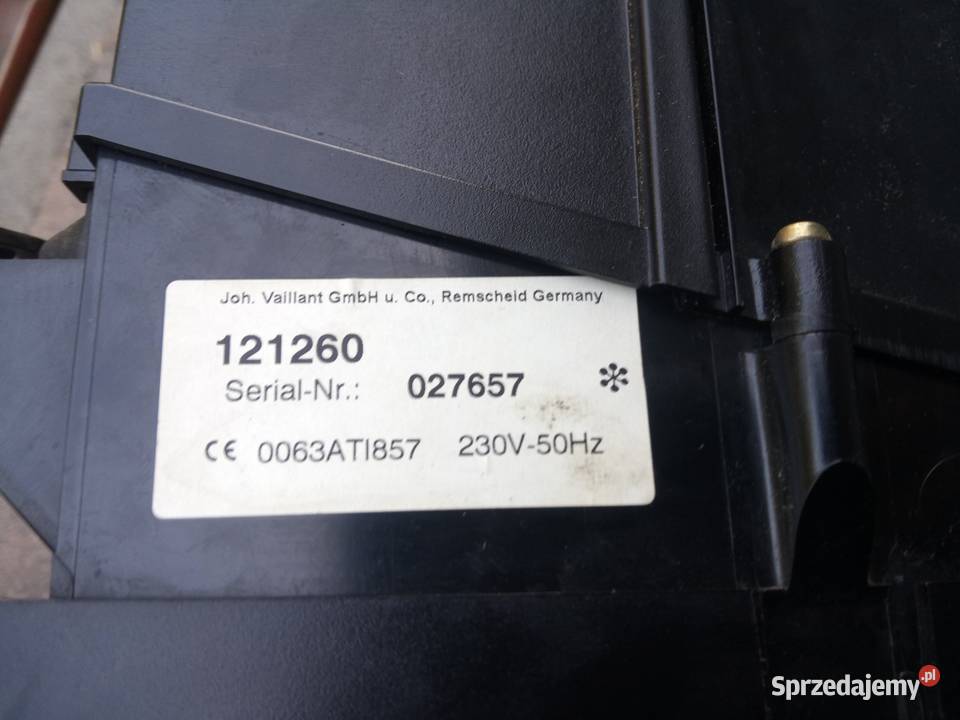 Joh. Vaillant GmbH u. Co., Remscheid Germany
121260
Serial-Nr.: 027657
CE 0063ATI857 230V-50Hz
Sprzedajemy.pl